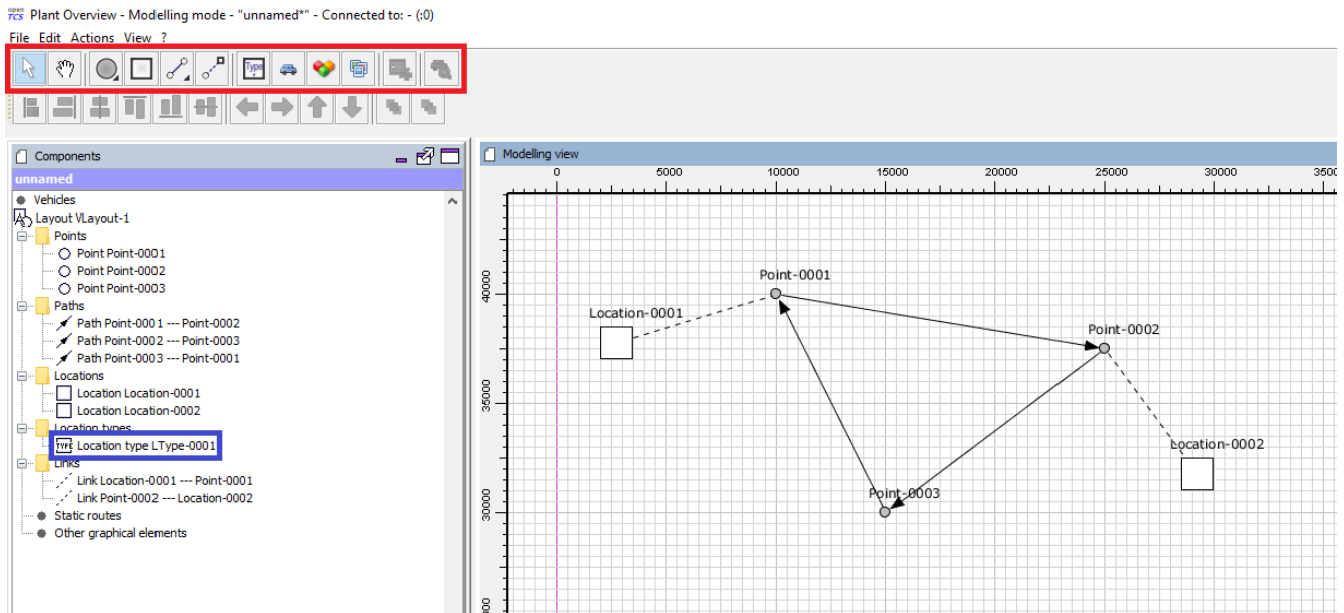 open
TCS Plant Overview - Modelling mode - "unnamed*" - Connected to: - (:0)
File Edit Actions View ?
Type
Components
unnamed
Vehicles
Layout VLayout-1
Points
Point Point-0001
Point Point-0002
Point Point-0003
Paths
Path Point-0001 --- Point-0002
Path Point-0002 --- Point-0003
Path Point-0003 --- Point-0001
Locations
Location Location-0001
Location Location-0002
Location types
TYPE Location type LType-0001
Links
Link Location-0001 --- Point-0001
Link Point-0002 --- Location-0002
Static routes
Other graphical elements
Modelling view
0 5000 10000 15000 20000 25000 30000 3500
40000
35000
30000
00
Point-0001
Location-0001
Point-0002
Location-0002
Point-0003